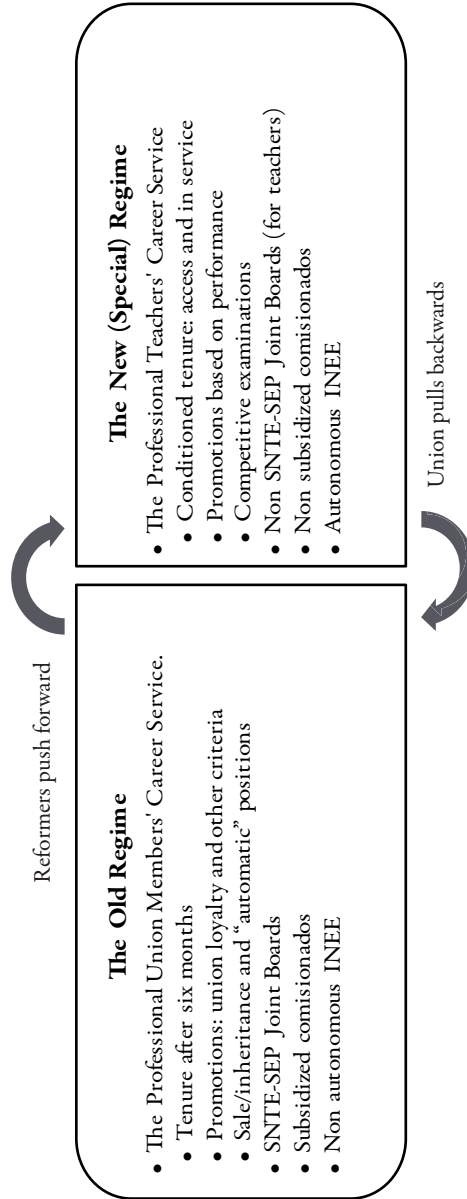 Reformers push forward
The Old Regime
• The Professional Union Members' Career Service.
• Tenure after six months
• Promotions: union loyalty and other criteria
• Sale/inheritance and “automatic” positions
• SNTE-SEP Joint Boards
• Subsidized comisionados
• Non autonomous INEE
The New (Special) Regime
• The Professional Teachers' Career Service
• Conditioned tenure: access and in service
• Promotions based on performance
• Competitive examinations
• Non SNTE-SEP Joint Boards (for teachers)
• Non subsidized comisionados
• Autonomous INEE
Union pulls backwards